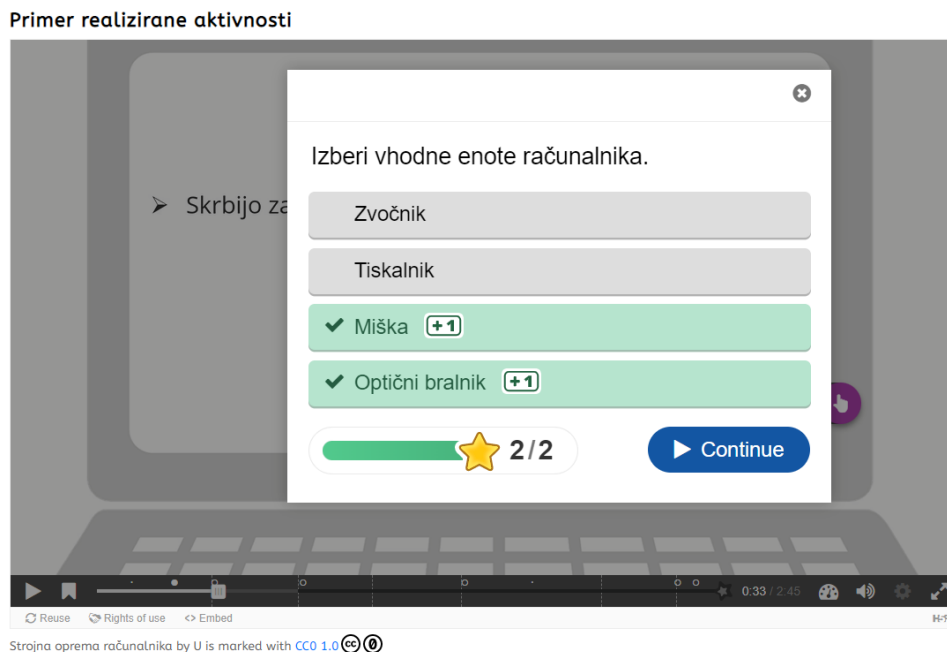 Primer realizirane aktivnosti
Izberi vhodne enote računalnika.
➢ Skrbijo za
Zvočnik
Tiskalnik
✔ Miška +1
✔ Optični bralnik +1
2/2
Continue
0:33 / 2:45
Reuse Rights of use <> Embed
Strojna oprema računalnika by U is marked with CC0 1.0